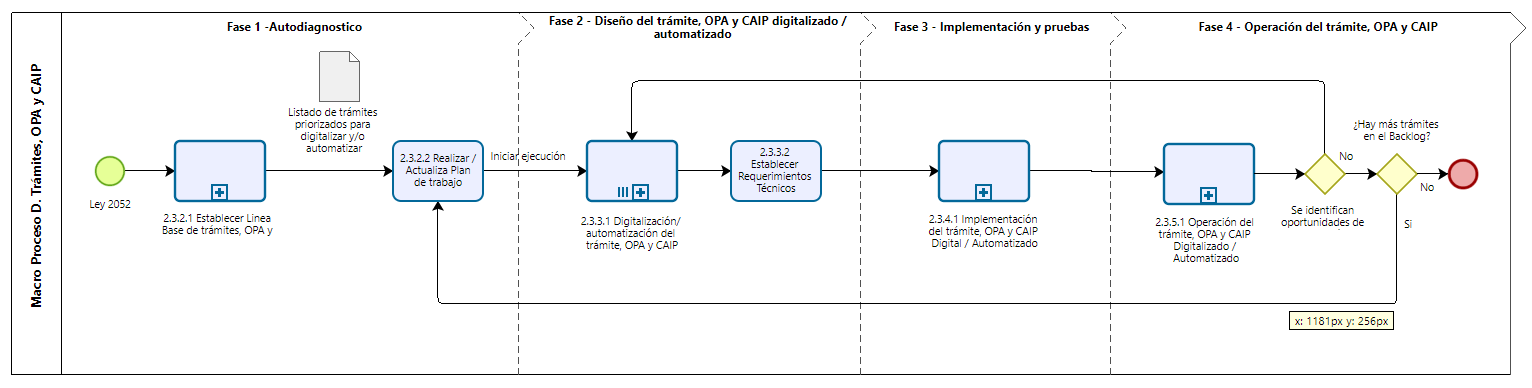 Macro Proceso D. Trámites, OPA y CAIP
Fase 1 -Autodiagnostico
Fase 2 - Diseño del trámite, OPA y CAIP digitalizado /
automatizado
Fase 3 - Implementación y pruebas
Fase 4 - Operación del trámite, OPA y CAIP
Listado de trámites
priorizados para
digitalizar y/o
automatizar
Ley 2052
2.3.2.1 Establecer Línea
Base de trámites, OPA y
2.3.2.2 Realizar /
Actualiza Plan
de trabajo
Iniciar ejecución
2.3.3.1 Digitalización/
automatización del
trámite, OPA y CAIP
2.3.3.2
Establecer
Requerimientos
Técnicos
2.3.4.1 Implementación
del trámite, OPA y CAIP
Digital / Automatizado
2.3.5.1 Operación del
trámite, OPA y CAIP
Digitalizado /
Automatizado
Se identifican
oportunidades de
No
¿Hay más trámites
en el Backlog?
No
Sí
x: 1181px y: 256px